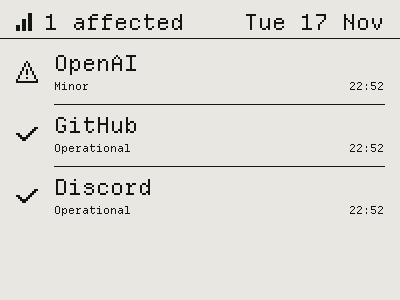 1 affected Tue 17 Nov
OpenAI
Minor 22:52
GitHub
Operational 22:52
Discord
Operational 22:52